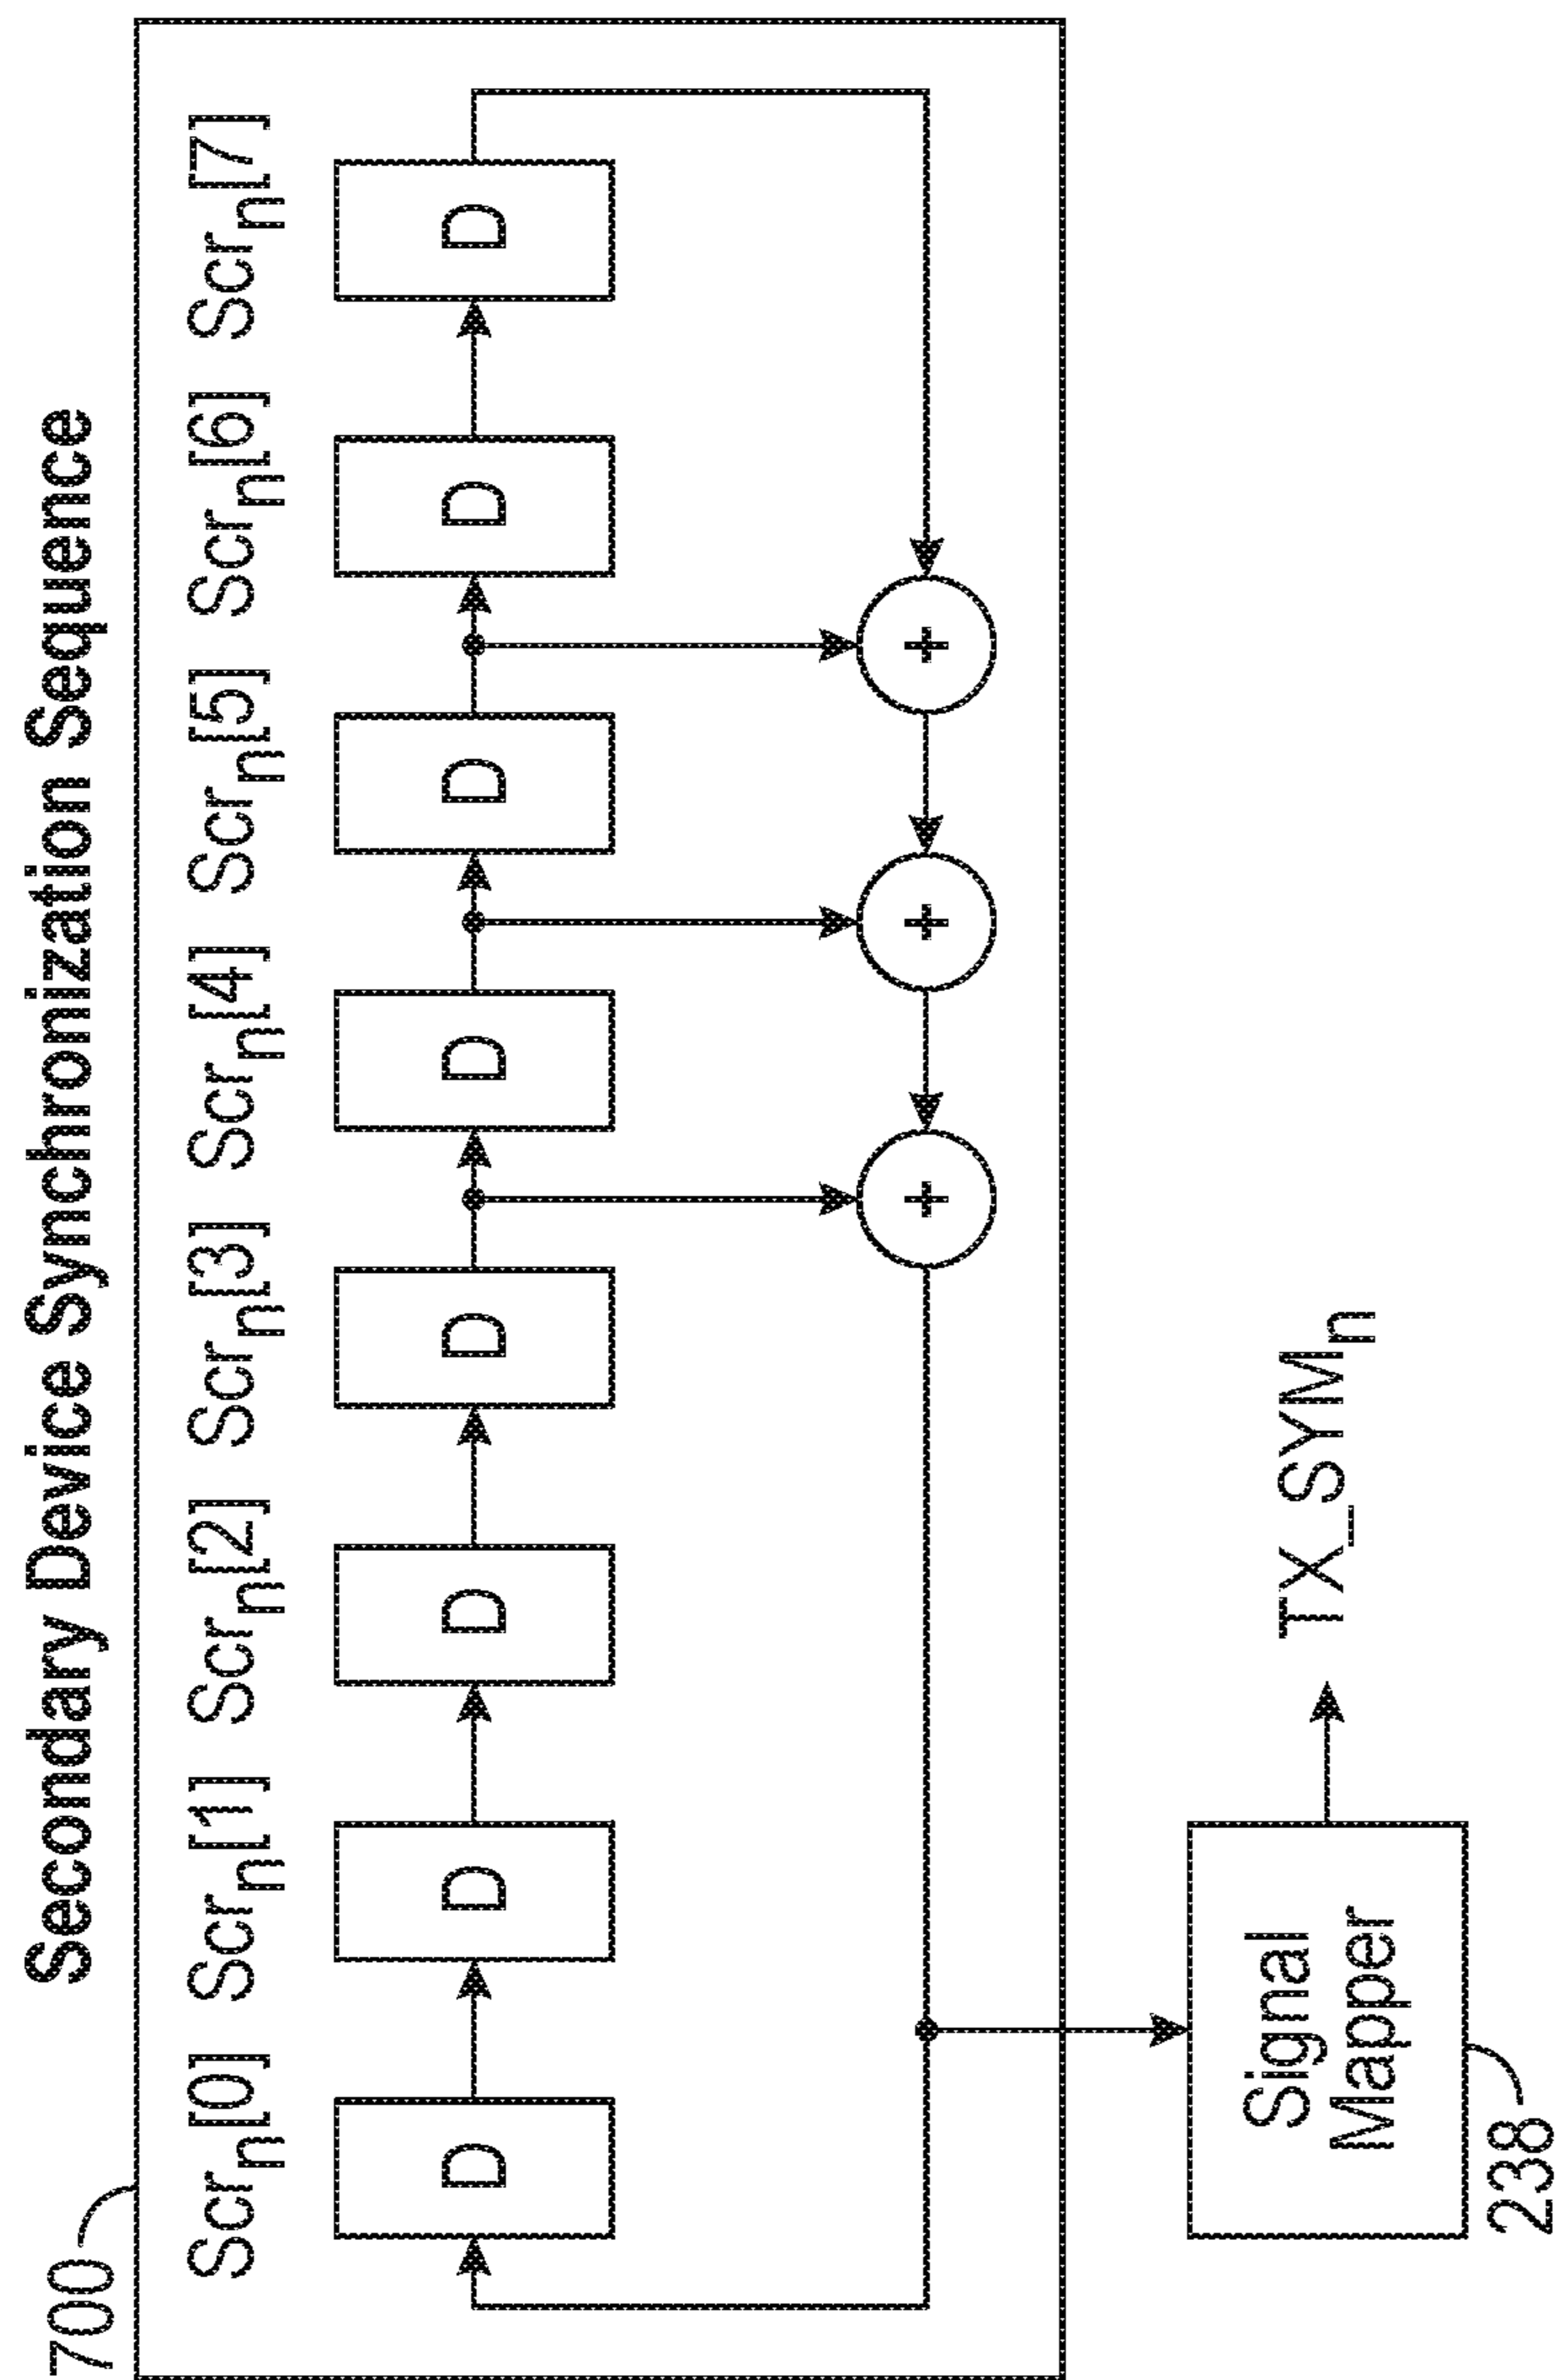 Secondary Device Synchronization Sequence
700
Scrn[0] Scrn[1] Scrn[2] Scrn[3] Scrn[4] Scrn[5] Scrn[6] Scrn[7]
D D D D D D D D
+ + +
Signal
Mapper
TX_SYMn
238